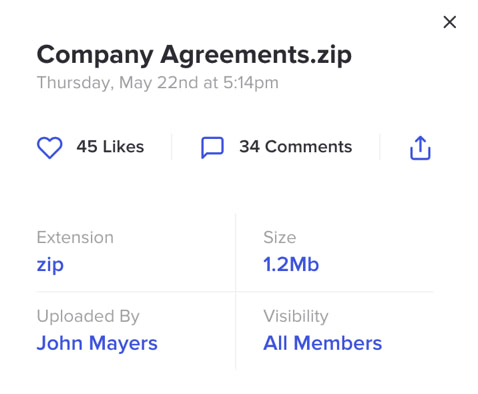 Company Agreements.zip
Thursday, May 22nd at 5:14pm
45 Likes
34 Comments
Extension
zip
Size
1.2Mb
Uploaded By
John Mayers
Visibility
All Members